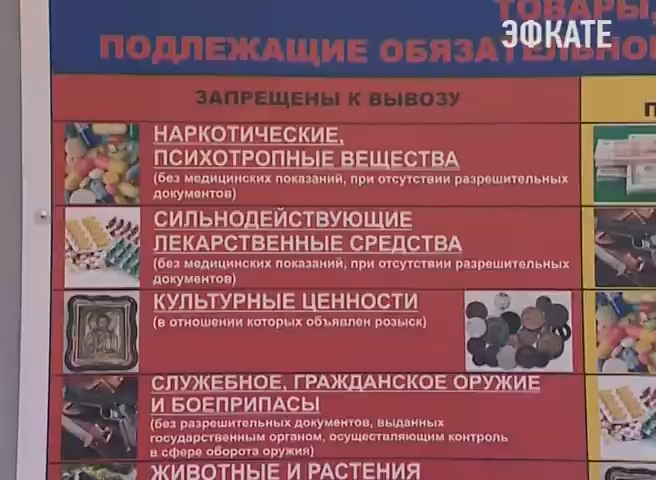 ТОВАРЫ,
ЭФКАТЕ
ПОДЛЕЖАЩИЕ
ЗАПРЕЩЕНЫ К ВЫВОЗУ
НАРКОТИЧЕСКИЕ,
ПСИХОТРОПНЫЕ ВЕЩЕСТВА
(без медицинских показаний, при отсутствии разрешительных
документов)
СИЛЬНОДЕЙСТВУЮЩИЕ
ЛЕКАРСТВЕННЫЕ СРЕДСТВА
(без медицинских показаний, при отсутствии разрешительных
документов)
КУЛЬТУРНЫЕ ЦЕННОСТИ
(в отношении которых объявлен розыск)
СЛУЖЕБНОЕ, ГРАЖДАНСКОЕ ОРУЖИЕ
И БОЕПРИПАСЫ
(без разрешительных документов, выданных
государственным органом, осуществляющим контроль
в сфере оборота оружия)
ЖИВОТНЫЕ И РАСТЕНИЯ